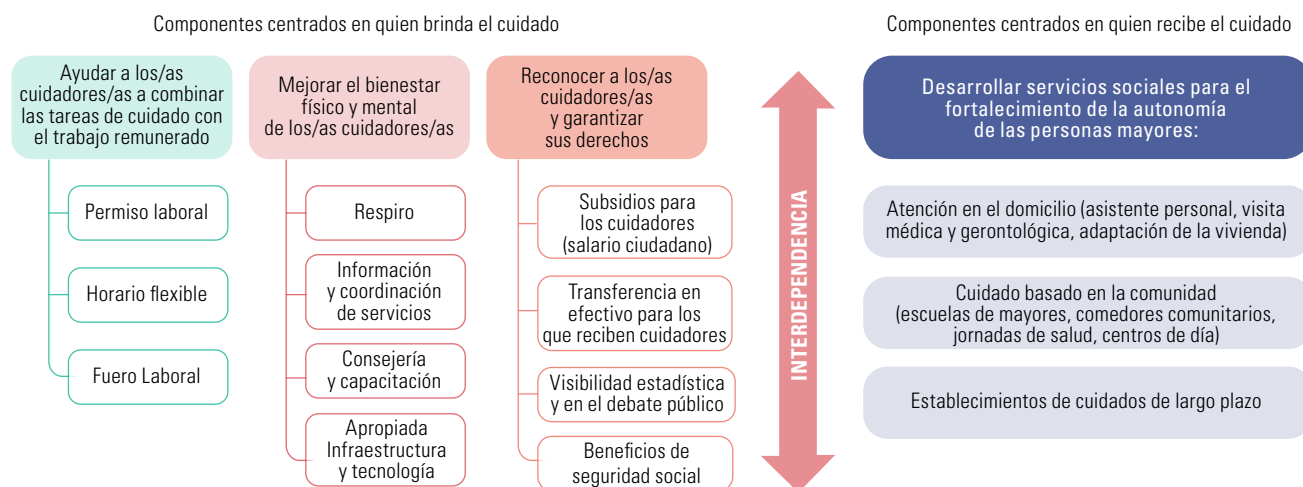 Componentes centrados en quien brinda el cuidado
Ayudar a los/as
cuidadores/as a combinar
las tareas de cuidado con
el trabajo remunerado
Permiso laboral
Horario flexible
Fuero Laboral
Mejorar el bienestar
físico y mental
de los/as cuidadores/as
Respiro
Información
y coordinación
de servicios
Consejería
y capacitación
Apropiada
Infraestructura
y tecnología
Reconocer a los/as
cuidadores/as
y garantizar
sus derechos
Subsidios para
los cuidadores
(salario ciudadano)
Transferencia en
efectivo para los
que reciben cuidadores
Visibilidad estadística
y en el debate público
Beneficios de
seguridad social
INTERDEPENDENCIA
Componentes centrados en quien recibe el cuidado
Desarrollar servicios sociales para el
fortalecimiento de la autonomía
de las personas mayores:
Atención en el domicilio (asistente personal, visita
médica y gerontológica, adaptación de la vivienda)
Cuidado basado en la comunidad
(escuelas de mayores, comedores comunitarios,
jornadas de salud, centros de día)
Establecimientos de cuidados de largo plazo